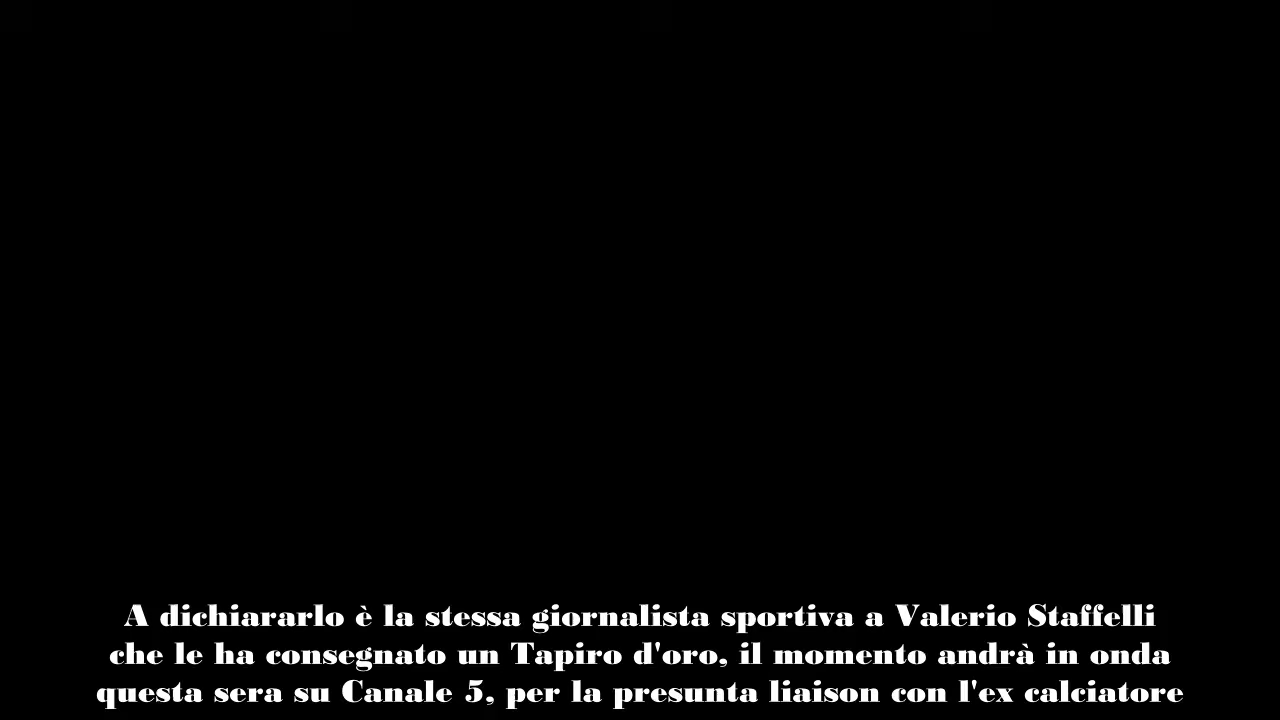 A dichiararlo è la stessa giornalista sportiva a Valerio Staffelli
che le ha consegnato un Tapiro d'oro, il momento andrà in onda
questa sera su Canale 5, per la presunta liaison con l'ex calciatore